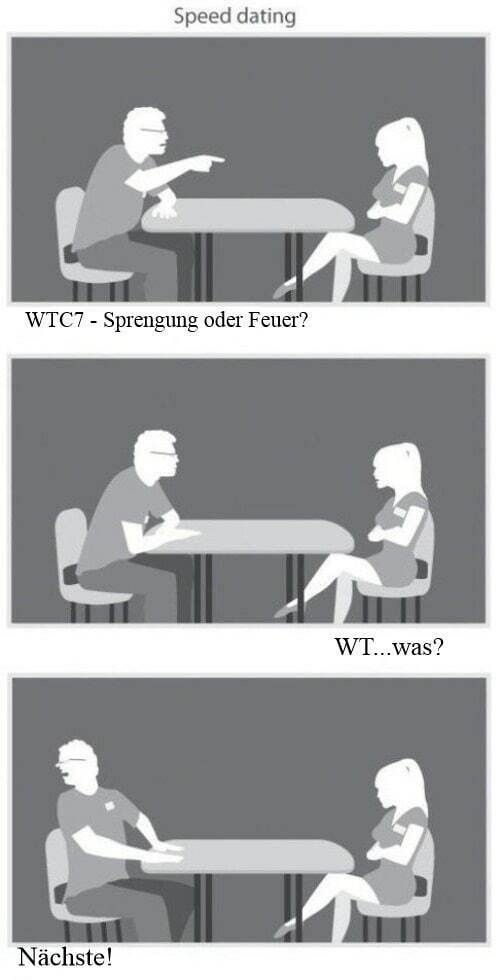 Speed dating
WTC7 - Sprengung oder Feuer?
WT...was?
Nächste!